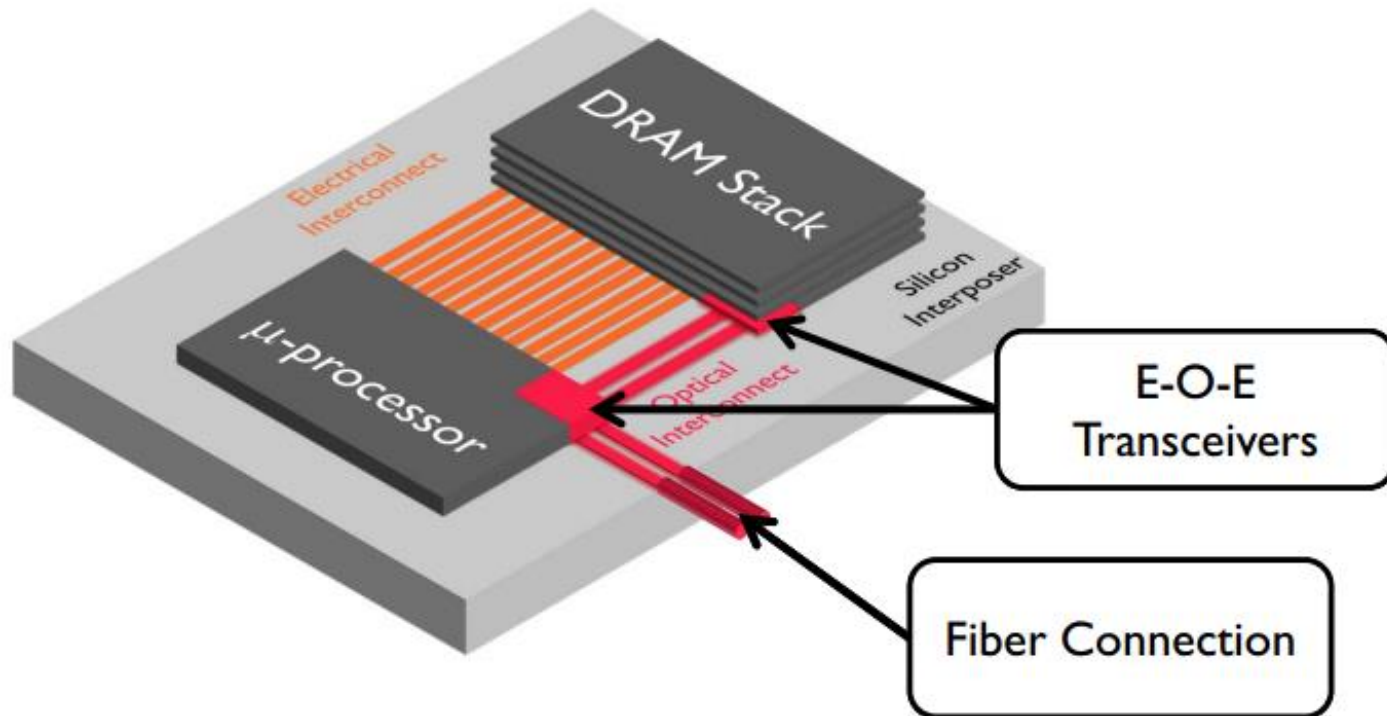 DRAM Stack
Electrical
Interconnect
Silicon
Interposer
μ-processor
Optical
Interconnect
E-O-E
Transceivers
Fiber Connection